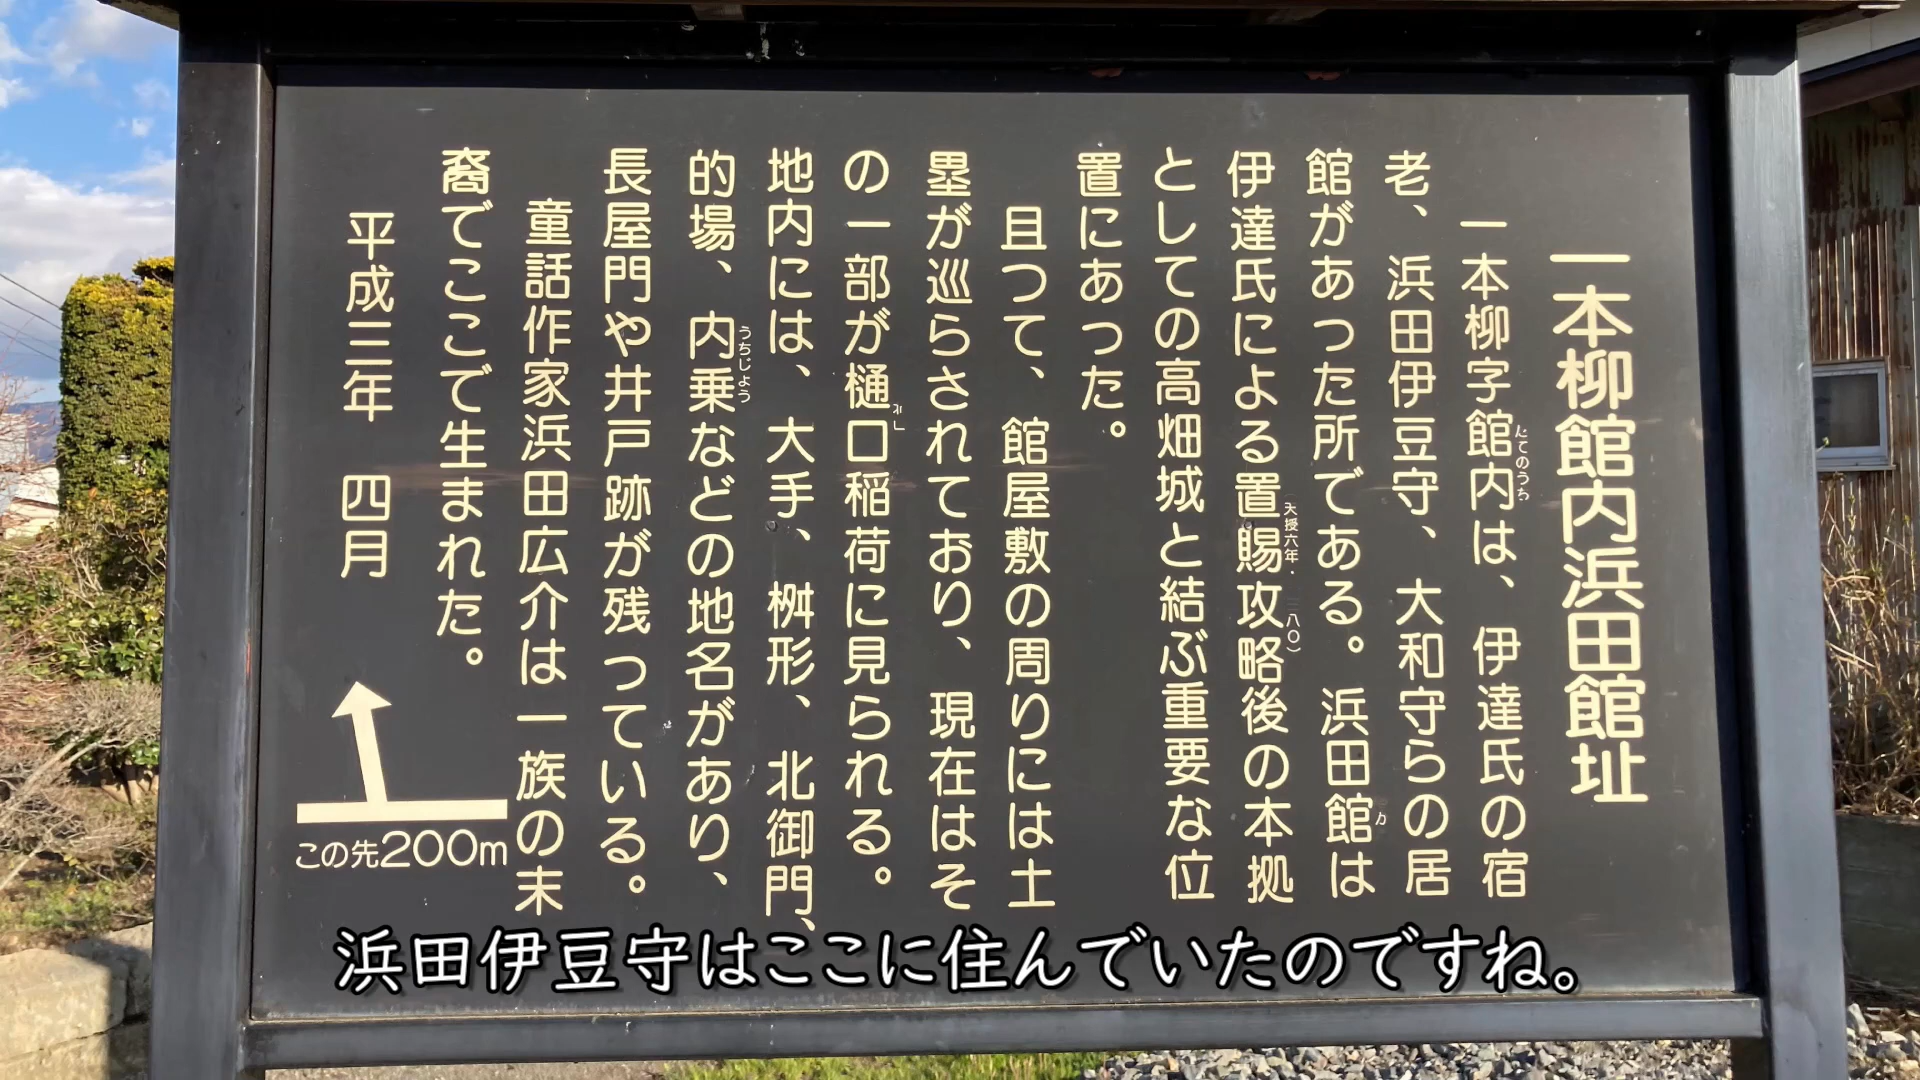 一本柳館内浜田館址
一本柳字館内は、伊達氏の宿
たてのうち
老、浜田伊豆守、大和守らの居
館があった所である。浜田館は
伊達氏による置賜攻略後の本拠
としての高畑城と結ぶ重要な位
置にあった。
且つて、館屋敷の周りには土
塁が巡らされており、現在はそ
の一部が樋口稲荷に見られる。
地内には、大手、桝形、北御門、
的場、内乗などの地名があり、
うちじょう
長屋門や井戸跡が残っている。
童話作家浜田広介は一族の末
裔でここで生まれた。
平成三年 四月
この先200m
浜田伊豆守はここに住んでいたのですね。